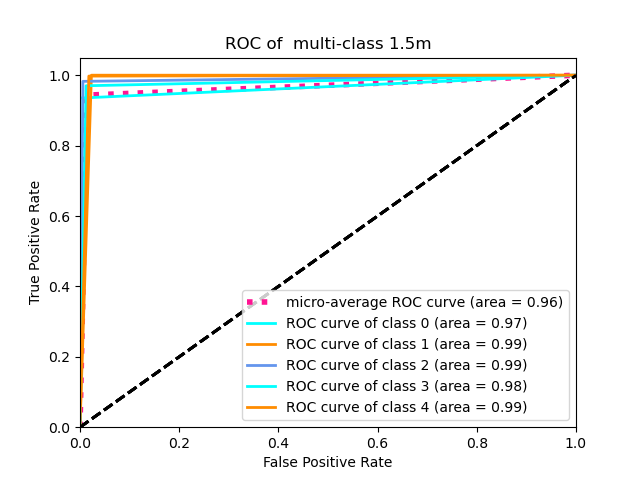 ROC of  multi-class 1.5m
True Positive Rate
1.0
0.8
0.6
0.4
0.2
0.0
micro-average ROC curve (area = 0.96)
ROC curve of class 0 (area = 0.97)
ROC curve of class 1 (area = 0.99)
ROC curve of class 2 (area = 0.99)
ROC curve of class 3 (area = 0.98)
ROC curve of class 4 (area = 0.99)
0.0 0.2 0.4 0.6 0.8 1.0
False Positive Rate